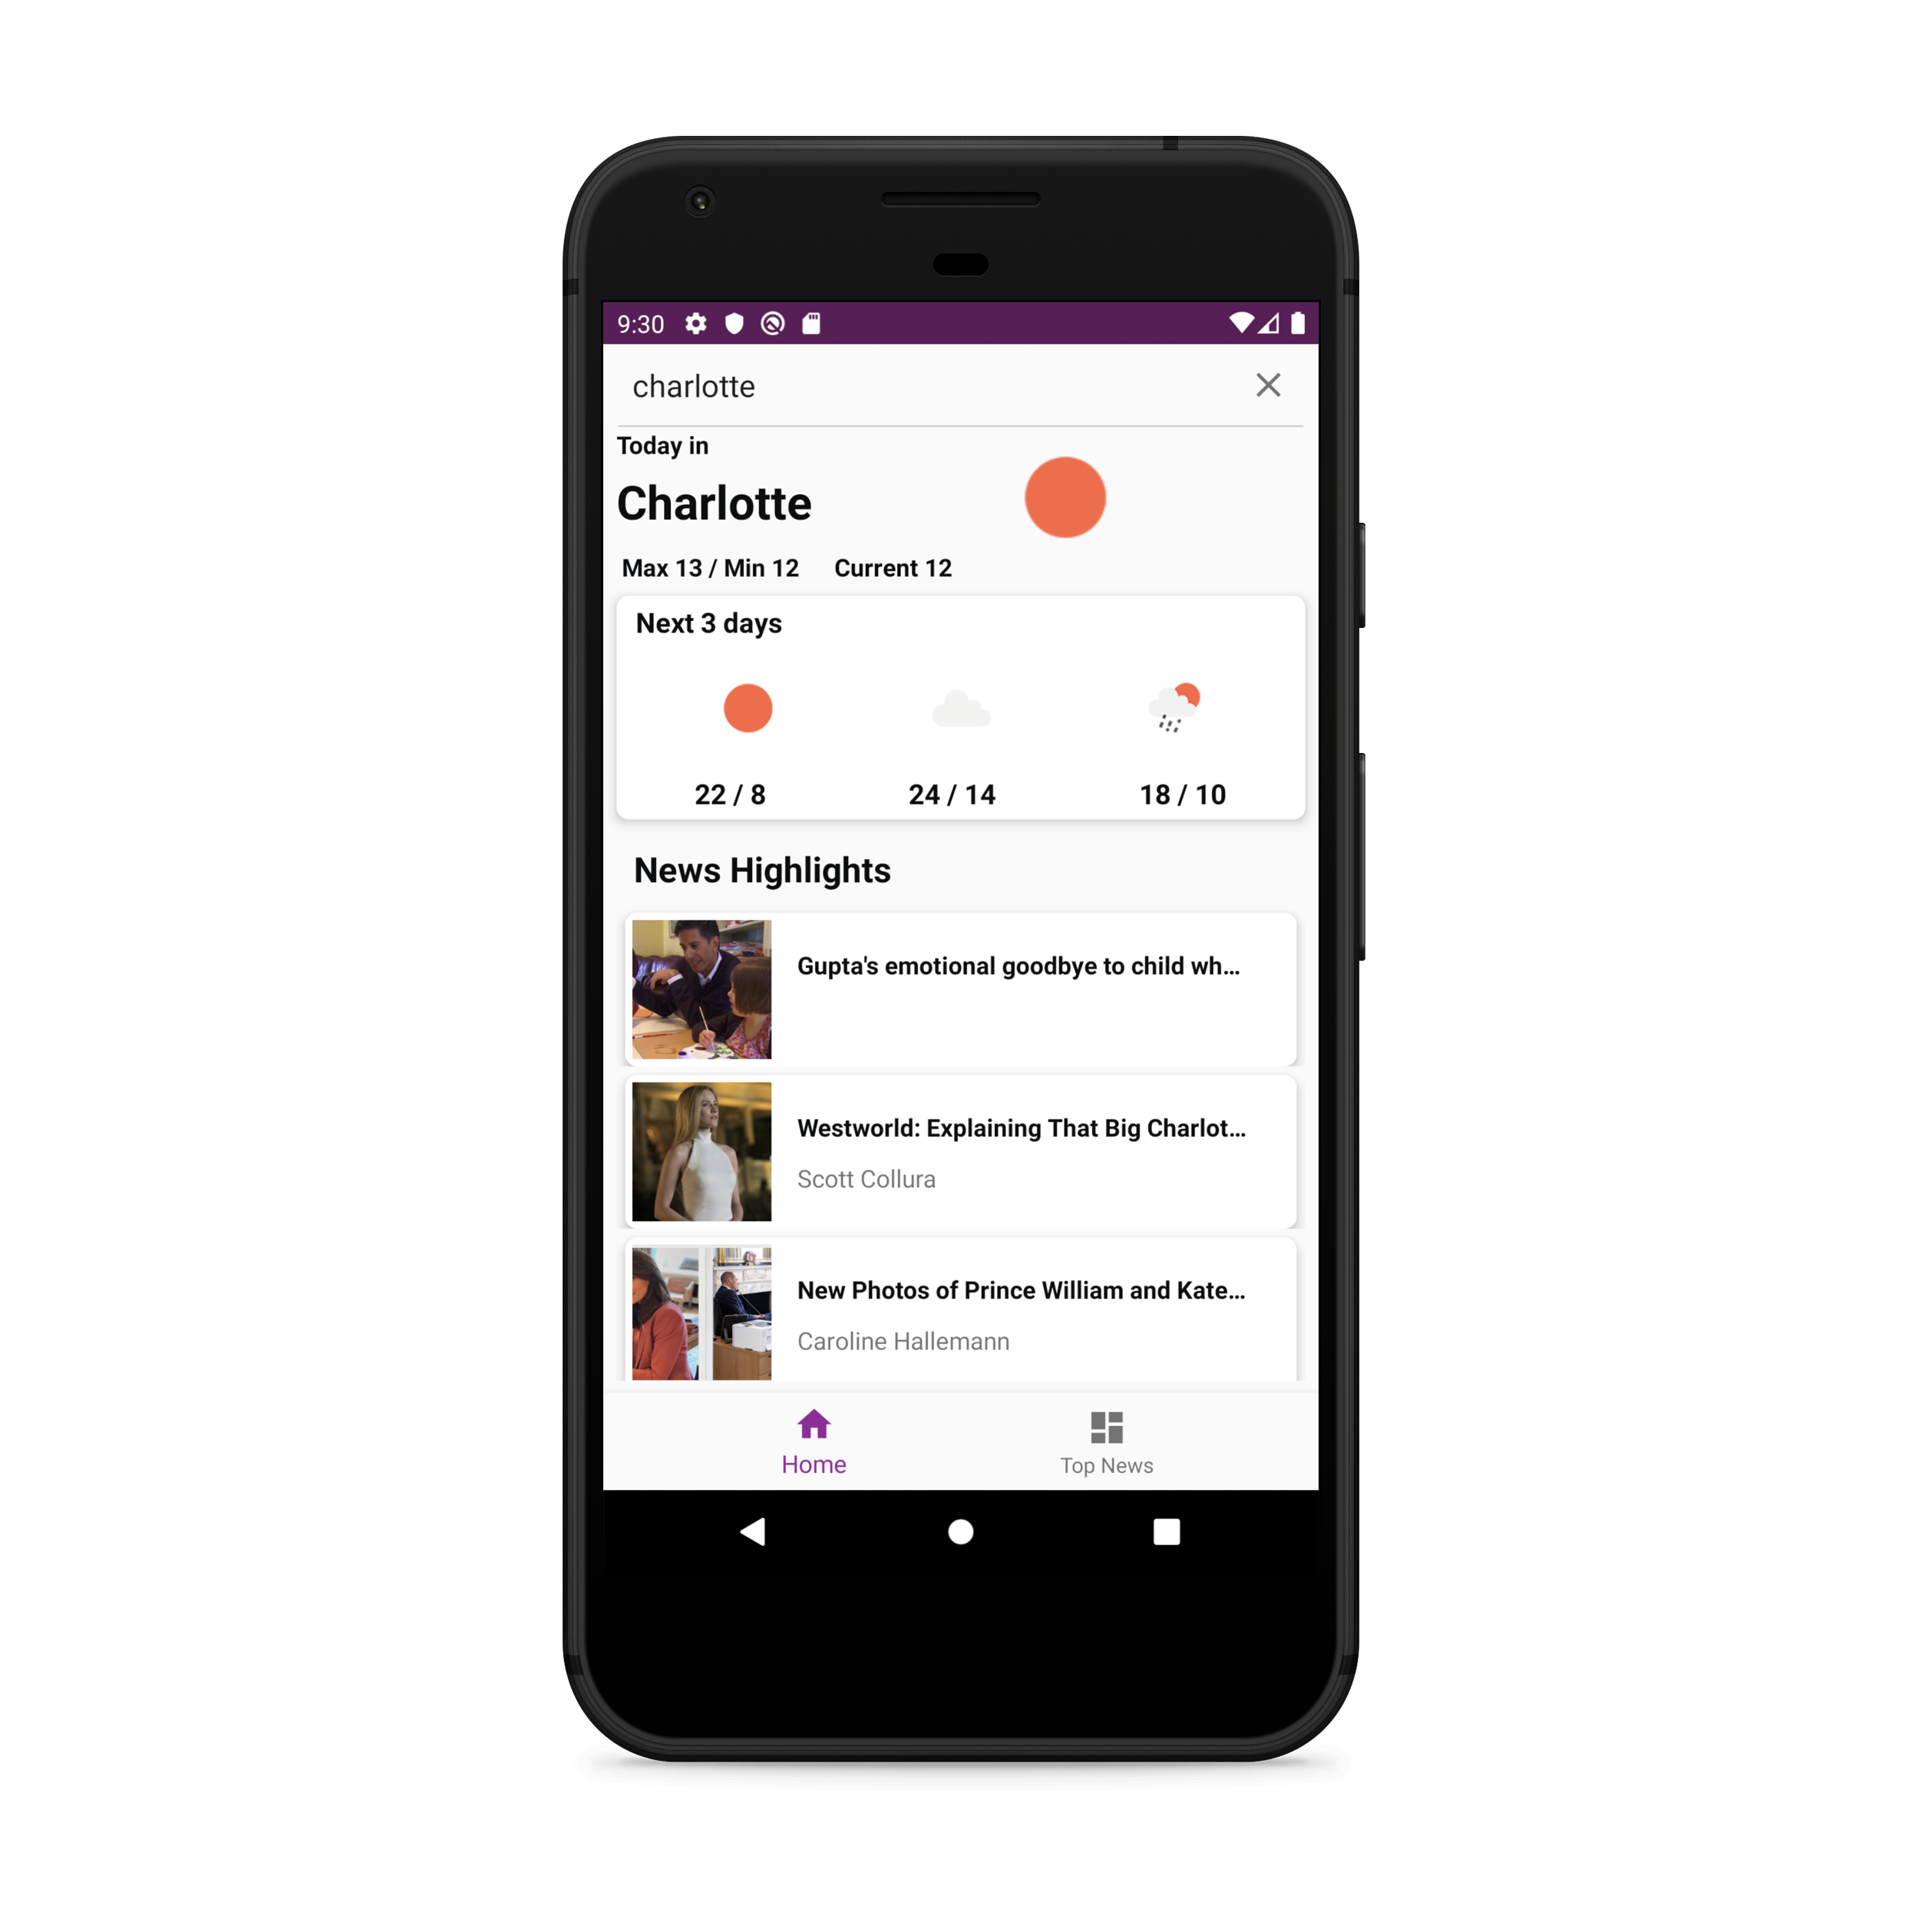 9:30
charlotte
Today in
Charlotte
Max 13 / Min 12 Current 12
Next 3 days
22 / 8 24 / 14 18 / 10
News Highlights
Gupta's emotional goodbye to child wh...
Westworld: Explaining That Big Charlot...
Scott Collura
New Photos of Prince William and Kate...
Caroline Hallemann
Home Top News